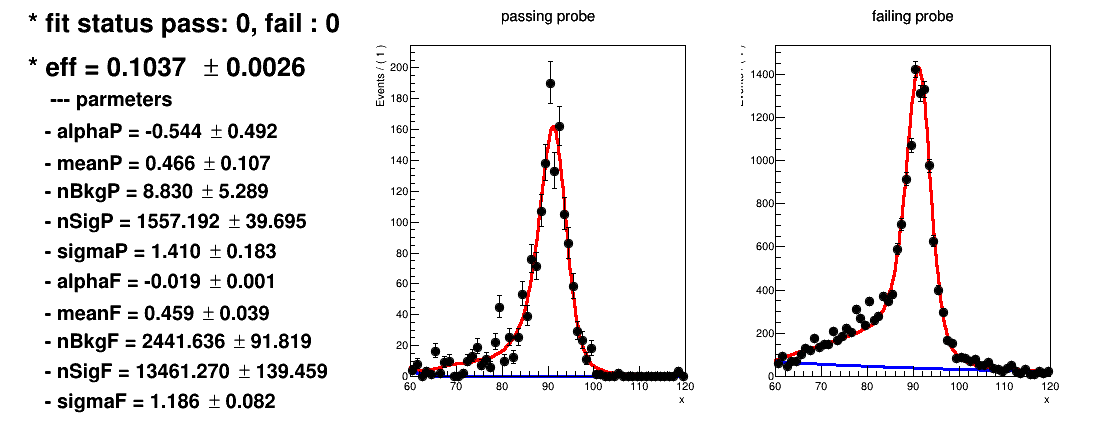 * fit status pass: 0, fail : 0
* eff = 0.1037 ± 0.0026
--- parmeters
- alphaP = -0.544 ± 0.492
- meanP = 0.466 ± 0.107
- nBkgP = 8.830 ± 5.289
- nSigP = 1557.192 ± 39.695
- sigmaP = 1.410 ± 0.183
- alphaF = -0.019 ± 0.001
- meanF = 0.459 ± 0.039
- nBkgF = 2441.636 ± 91.819
- nSigF = 13461.270 ± 139.459
- sigmaF = 1.186 ± 0.082
passing probe
Events / ( 1 )
200
180
160
140
120
100
80
60
40
20
0
60 70 80 90 100 110 120
x
failing probe
1400
1200
1000
800
600
400
200
0
60 70 80 90 100 110 120
x